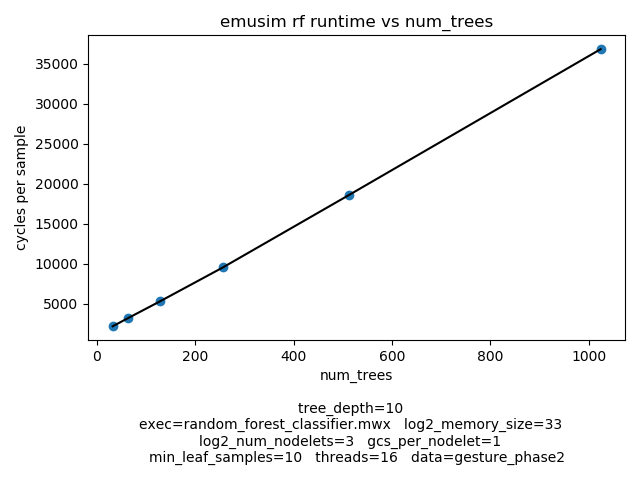 emusim rf runtime vs num_trees
cycles per sample
35000
30000
25000
20000
15000
10000
5000
0 200 400 600 800 1000
num_trees
tree_depth=10
exec=random_forest_classifier.mwx log2_memory_size=33
log2_num_nodelets=3 gcs_per_nodelet=1
min_leaf_samples=10 threads=16 data=gesture_phase2